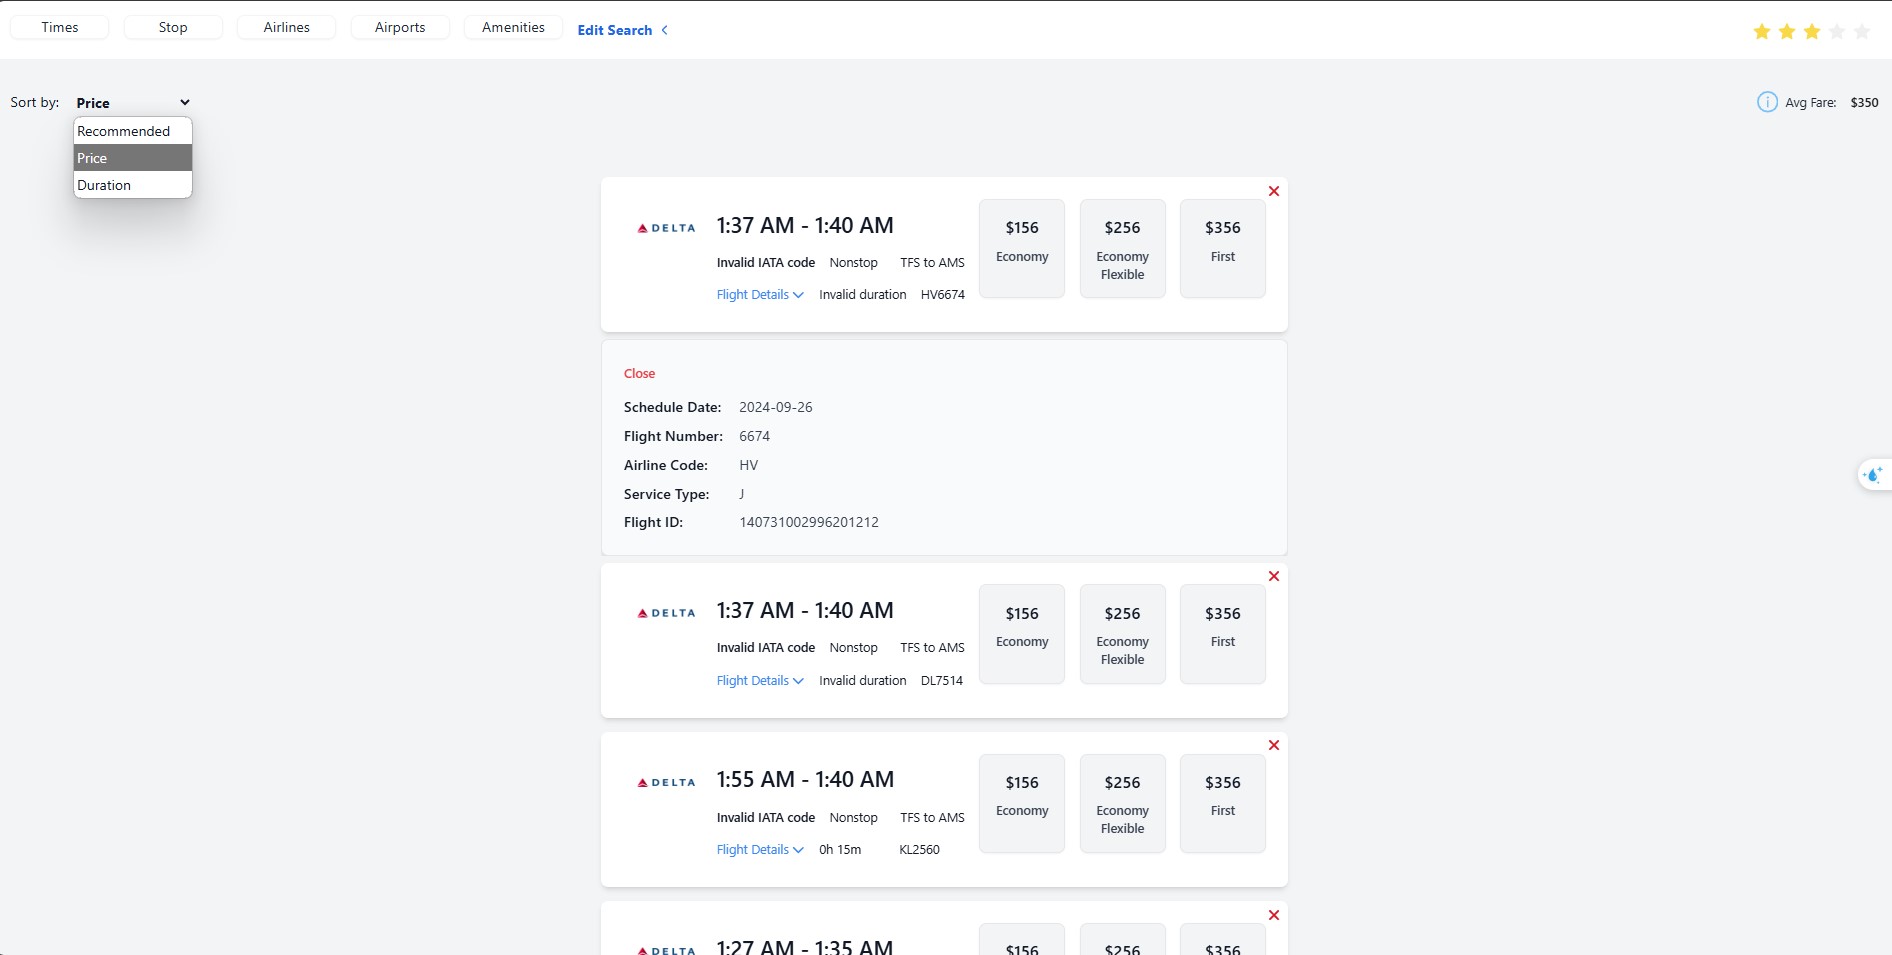 Times Stop Airlines Airports Amenities Edit Search
Sort by: Price
Recommended
Price
Duration
Avg Fare: $350
DELTA 1:37 AM - 1:40 AM
Invalid IATA code Nonstop TFS to AMS
Flight Details Invalid duration HV6674
$156 Economy
$256 Economy Flexible
$356 First
Close
Schedule Date: 2024-09-26
Flight Number: 6674
Airline Code: HV
Service Type: J
Flight ID: 140731002996201212
DELTA 1:37 AM - 1:40 AM
Invalid IATA code Nonstop TFS to AMS
Flight Details Invalid duration DL7514
$156 Economy
$256 Economy Flexible
$356 First
DELTA 1:55 AM - 1:40 AM
Invalid IATA code Nonstop TFS to AMS
Flight Details 0h 15m KL2560
$156 Economy
$256 Economy Flexible
$356 First
DELTA 1:27 AM - 1:35 AM
$156 $256 $356